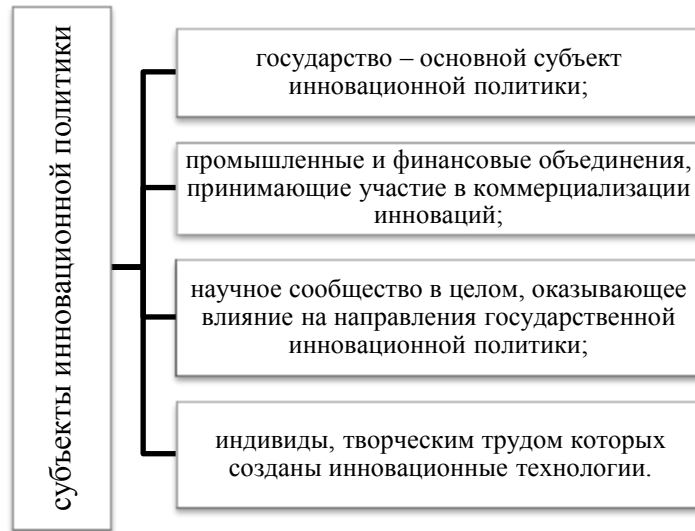 субъекты инновационной политики
государство – основной субъект
инновационной политики;
промышленные и финансовые объединения,
принимающие участие в коммерциализации
инноваций;
научное сообщество в целом, оказывающее
влияние на направления государственной
инновационной политики;
индивиды, творческим трудом которых
созданы инновационные технологии.